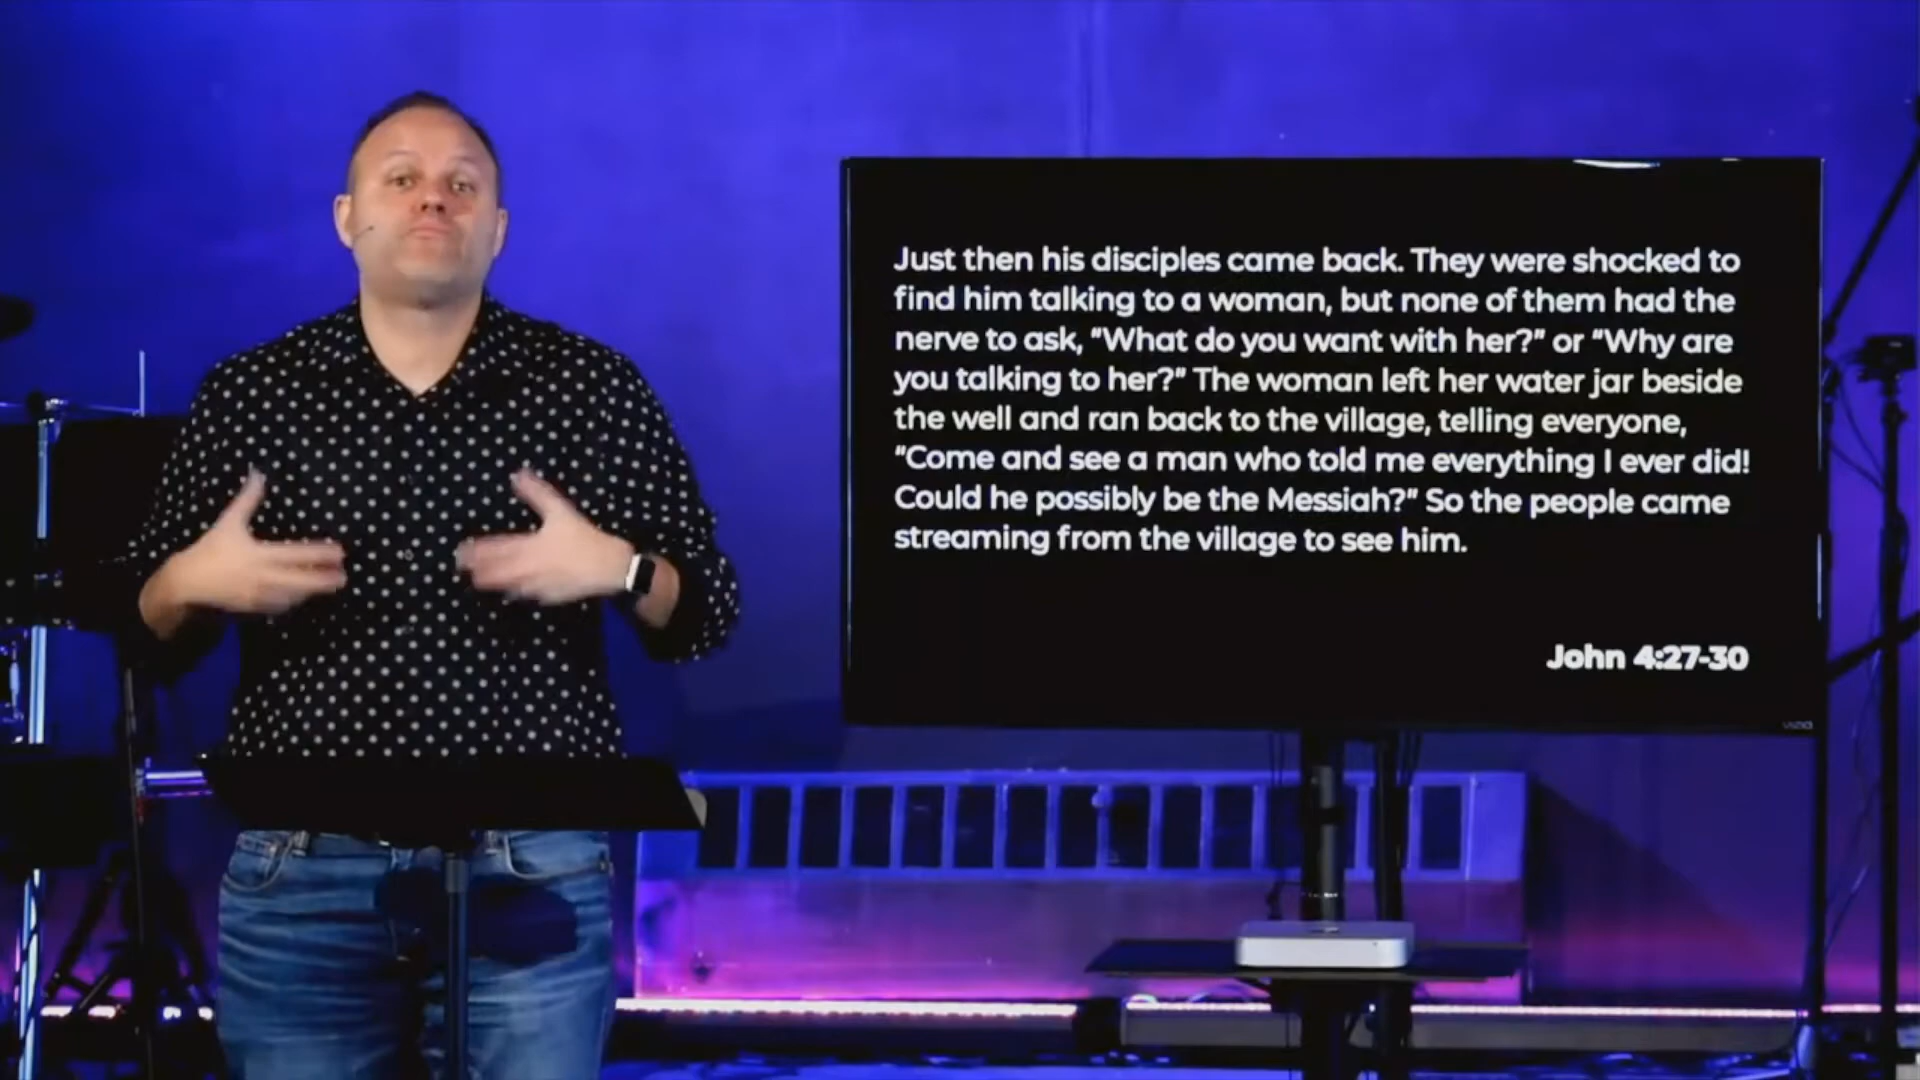 Just then his disciples came back. They were shocked to
find him talking to a woman, but none of them had the
nerve to ask, "What do you want with her?" or "Why are
you talking to her?" The woman left her water jar beside
the well and ran back to the village, telling everyone,
"Come and see a man who told me everything I ever did!
Could he possibly be the Messiah?" So the people came
streaming from the village to see him.
John 4:27-30
VIZIO